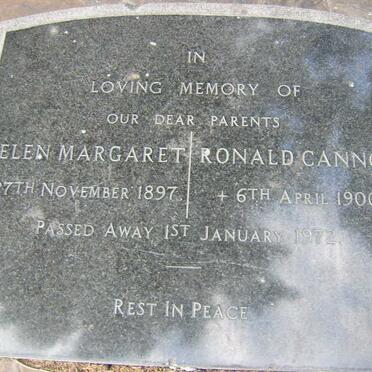 IN
LOVING MEMORY OF
OUR DEAR PARENTS
ELEN MARGARET RONALD CANNO
27TH NOVEMBER 1897. + 6TH APRIL 1900
PASSED AWAY 1ST JANUARY 1972.
REST IN PEACE